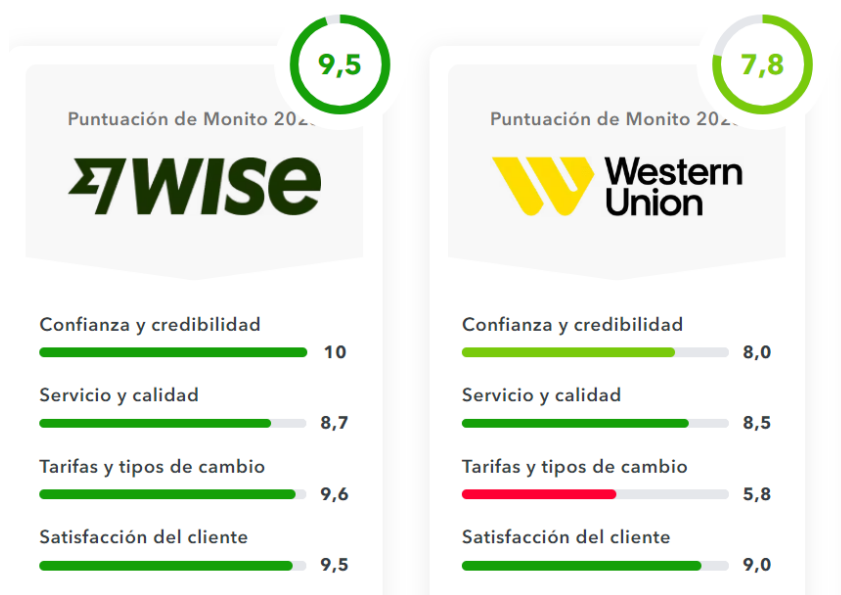 9,5
Puntuación de Monito
WISE
Confianza y credibilidad
10
Servicio y calidad
8,7
Tarifas y tipos de cambio
9,6
Satisfacción del cliente
9,5
7,8
Puntuación de Monito
Western
Union
Confianza y credibilidad
8,0
Servicio y calidad
8,5
Tarifas y tipos de cambio
5,8
Satisfacción del cliente
9,0